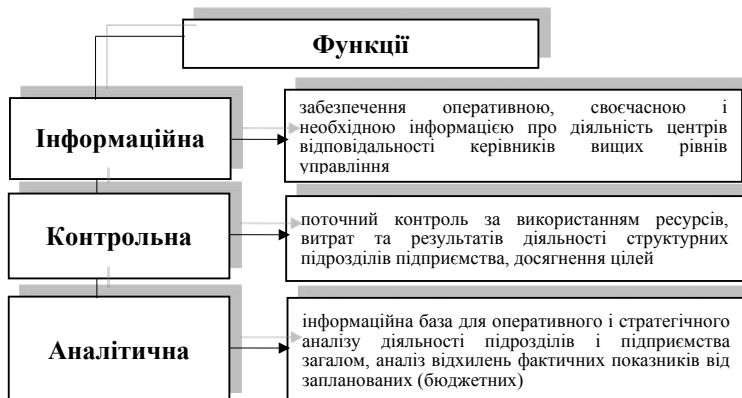 Функції
Інформаційна
забезпечення оперативною, своєчасною і
необхідною інформацією про діяльність центрів
відповідальності керівників вищих рівнів
управління
Контрольна
поточний контроль за використанням ресурсів,
витрат та результатів діяльності структурних
підрозділів підприємства, досягнення цілей
Аналітична
інформаційна база для оперативного і стратегічного
аналізу діяльності підрозділів і підприємства
загалом, аналіз відхилень фактичних показників від
запланованих (бюджетних)